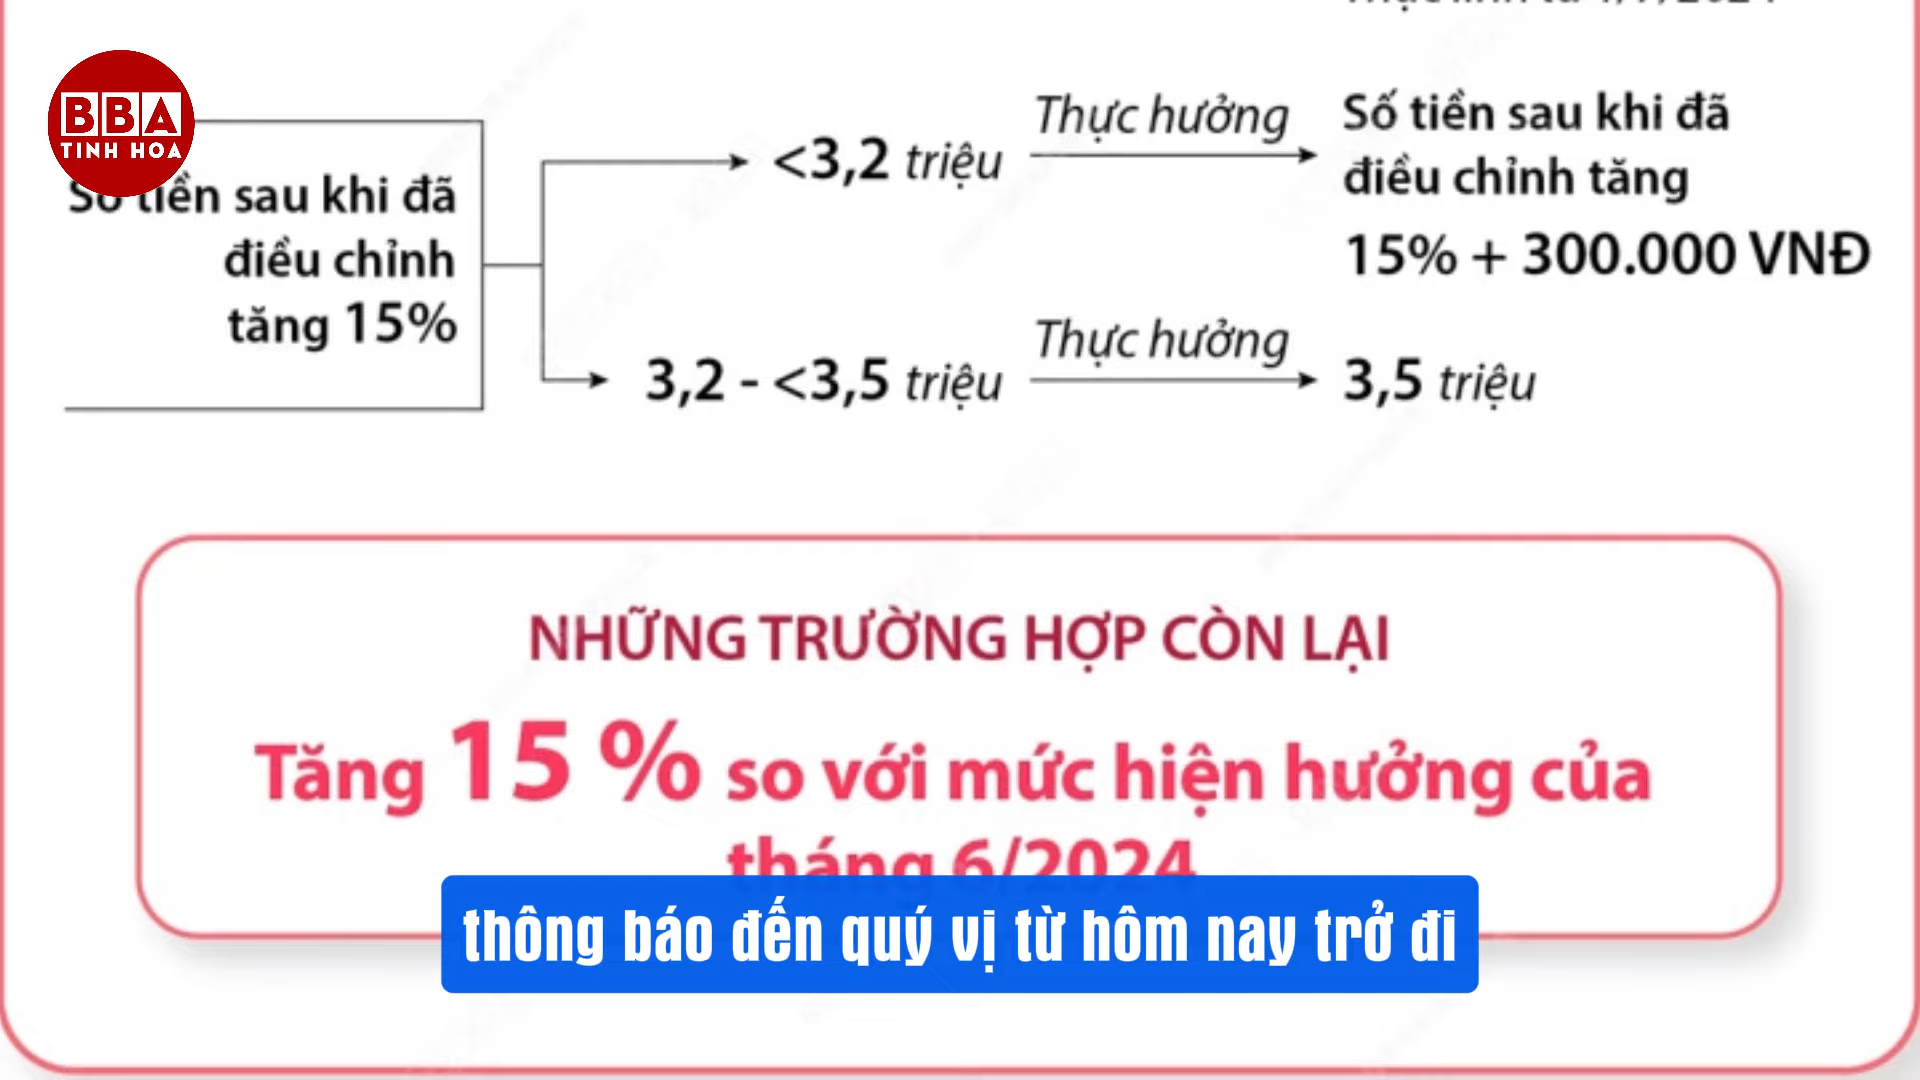 BBA
TINH HOA
Số tiền sau khi đã
điều chỉnh
tăng 15%
<3,2 triệu
Thực hưởng
Số tiền sau khi đã
điều chỉnh tăng
15% + 300.000 VNĐ
3,2 - <3,5 triệu
Thực hưởng
3,5 triệu
NHỮNG TRƯỜNG HỢP CÒN LẠI
Tăng 15 % so với mức hiện hưởng của
tháng 6/2024
thông báo đến quý vị từ hôm nay trở đi